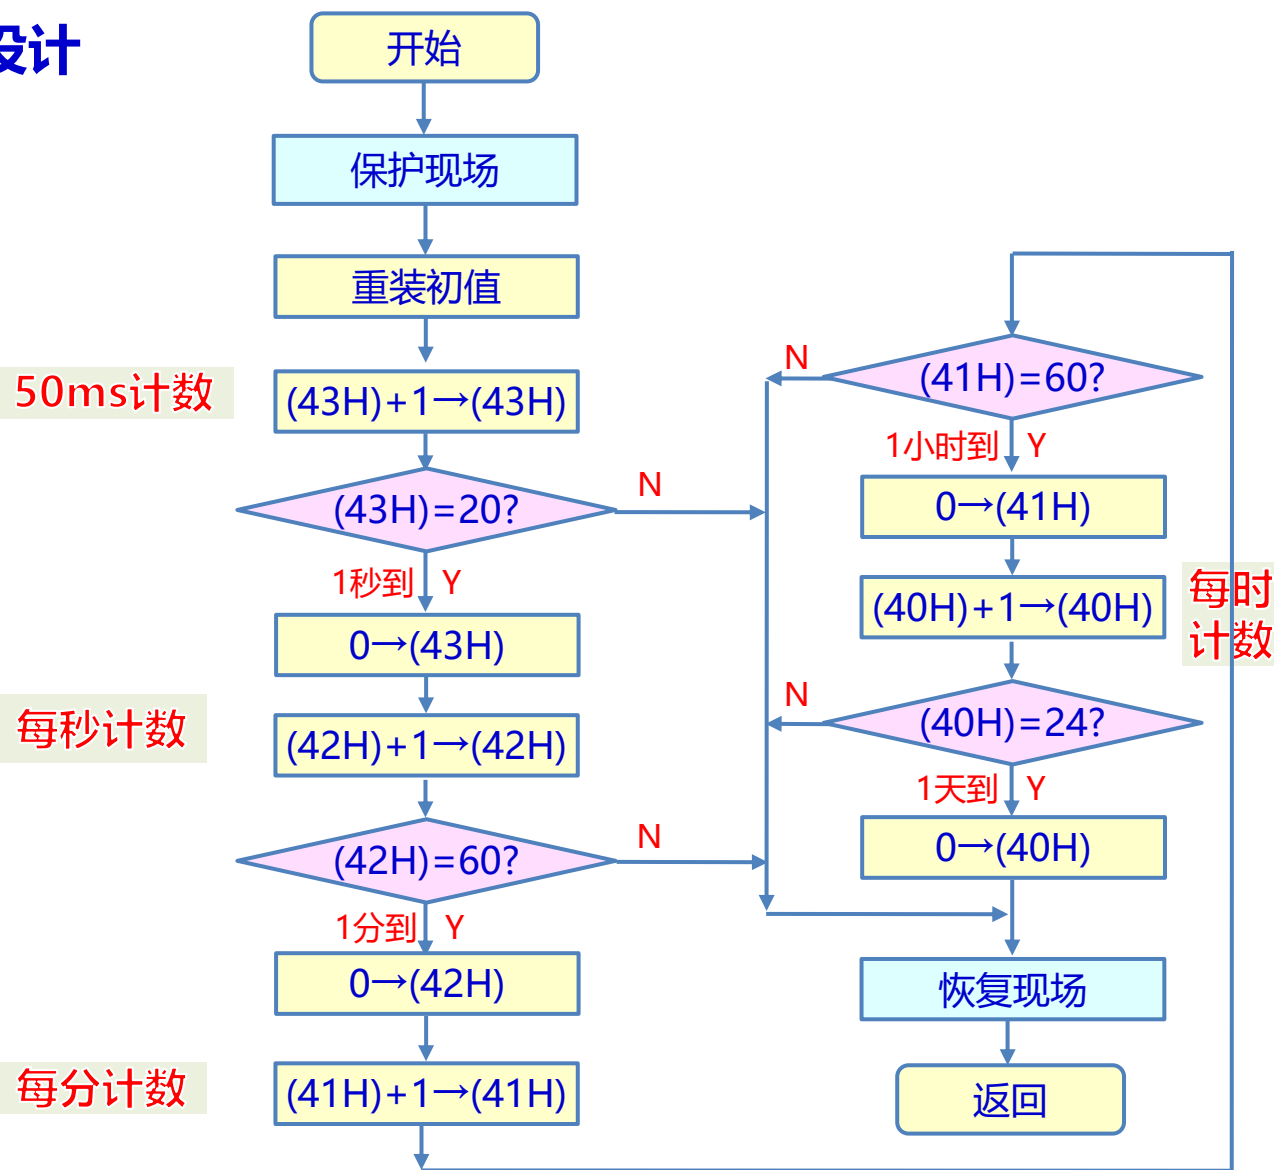 设计
开始
保护现场
重装初值
50ms计数
(43H)+1→(43H)
(43H)=20?
N
1秒到 Y
0→(43H)
每秒计数
(42H)+1→(42H)
(42H)=60?
N
1分到 Y
0→(42H)
每分计数
(41H)+1→(41H)
N
(41H)=60?
1小时到 Y
0→(41H)
每时
计数
(40H)+1→(40H)
N
(40H)=24?
1天到 Y
0→(40H)
恢复现场
返回